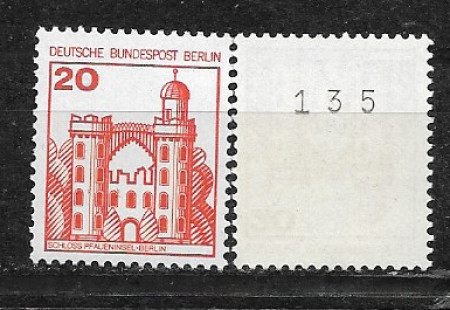 DEUTSCHE BUNDESPOST BERLIN
20
SCHLOSS PFAUENINSEL·BERLIN
135